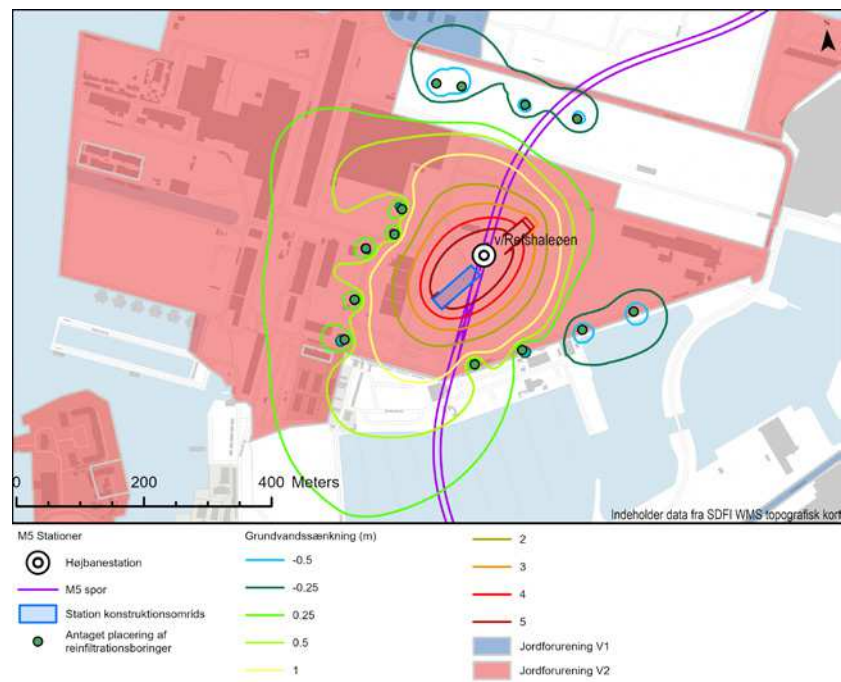 v/Refshaleøen
0
200
400
Meters
Indeholder data fra SDFI WMS topografisk kort
M5 Stationer
Højbanestation
M5 spor
Station konstruktionsomrids
Antaget placering af
reinfiltrationsboringer
Grundvandssænkning (m)
-0.5
-0.25
0.25
0.5
1
2
3
4
5
Jordforurening V1
Jordforurening V2